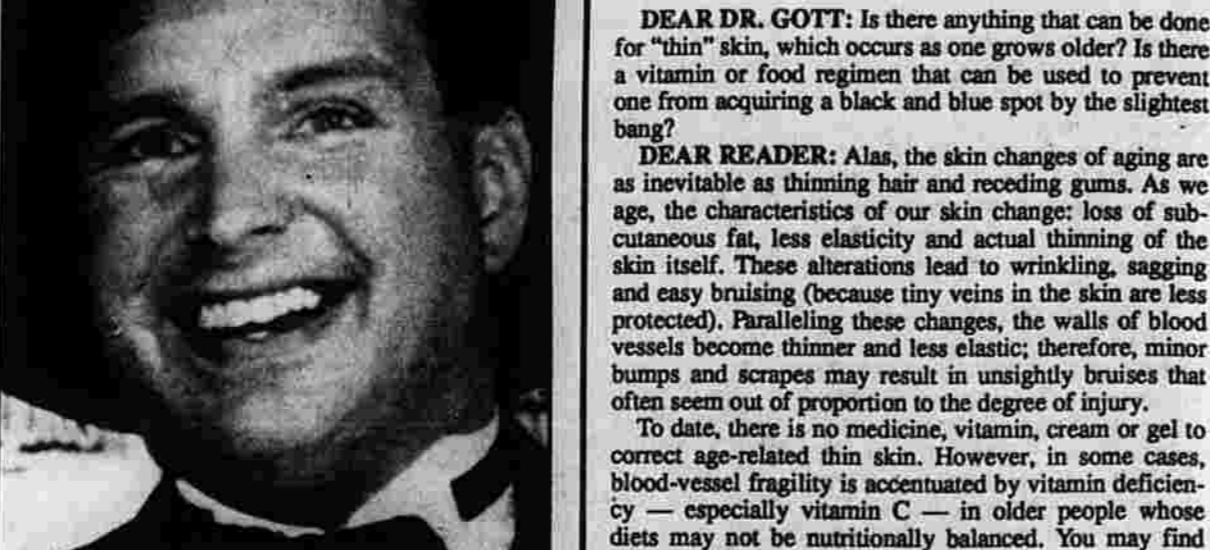 DEAR DR. GOTT: Is there anything that can be done
for "thin" skin, which occurs as one grows older? Is there
a vitamin or food regimen that can be used to prevent
one from acquiring a black and blue spot by the slightest
bang?
DEAR READER: Alas, the skin changes of aging are
as inevitable as thinning hair and receding gums. As we
age, the characteristics of our skin change: loss of sub-
cutaneous fat, less elasticity and actual thinning of the
skin itself. These alterations lead to wrinkling, sagging
and easy bruising (because tiny veins in the skin are less
protected). Paralleling these changes, the walls of blood
vessels become thinner and less elastic; therefore, minor
bumps and scrapes may result in unsightly bruises that
often seem out of proportion to the degree of injury.
To date, there is no medicine, vitamin, cream or gel to
correct age-related thin skin. However, in some cases,
blood-vessel fragility is accentuated by vitamin deficien-
cy — especially vitamin C — in older people whose
diets may not be nutritionally balanced. You may find